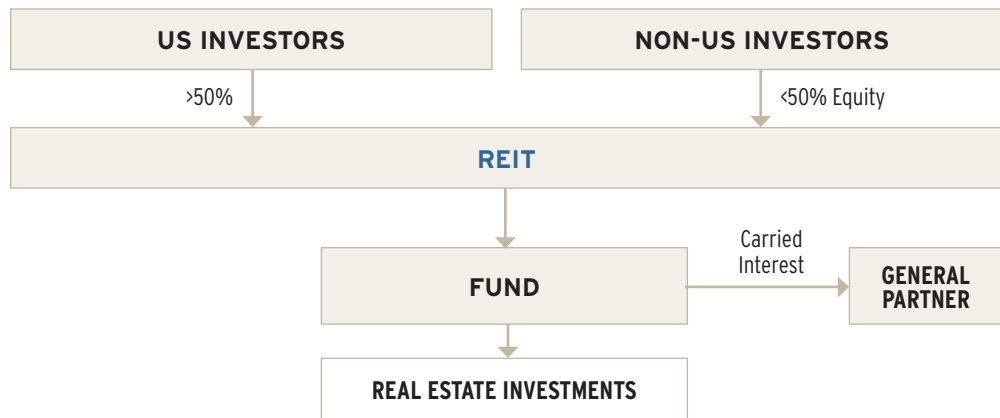 US INVESTORS
NON-US INVESTORS
>50%
<50% Equity
REIT
Carried
Interest
FUND
GENERAL
PARTNER
REAL ESTATE INVESTMENTS